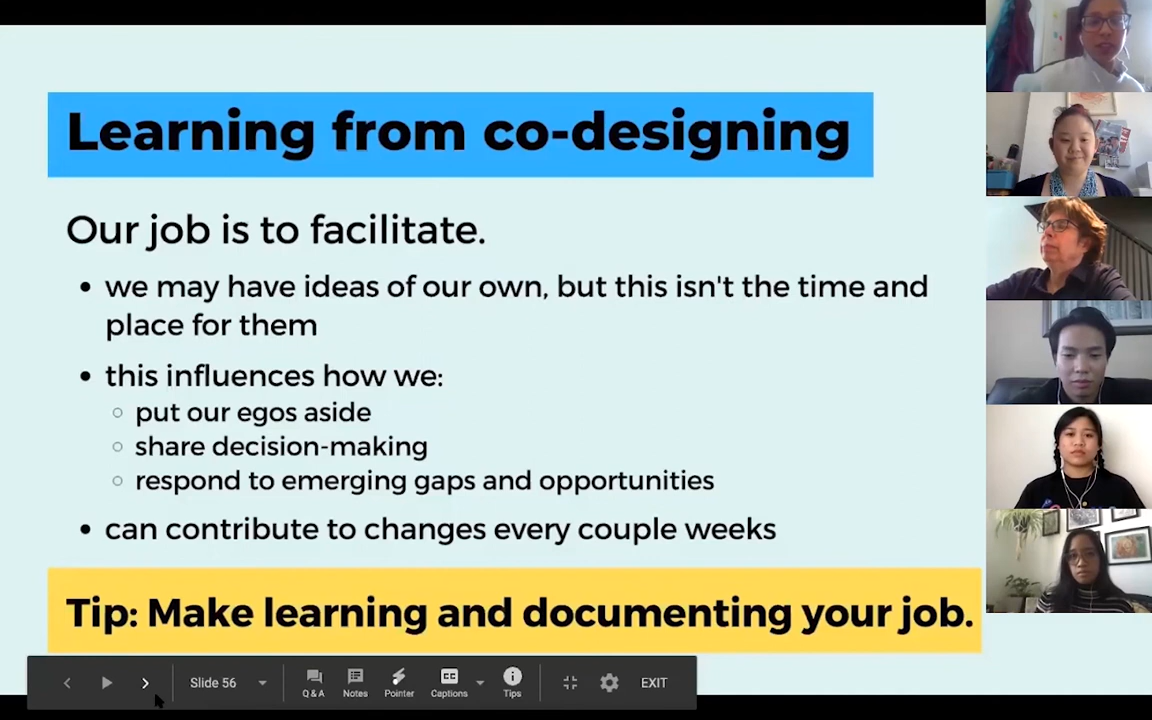 Learning from co-designing
Our job is to facilitate.
• we may have ideas of our own, but this isn't the time and
place for them
• this influences how we:
○ put our egos aside
○ share decision-making
○ respond to emerging gaps and opportunities
• can contribute to changes every couple weeks
Tip: Make learning and documenting your job.
Slide 56
Q & A
Notes
Pointer
CC
Captions
Tips
EXIT